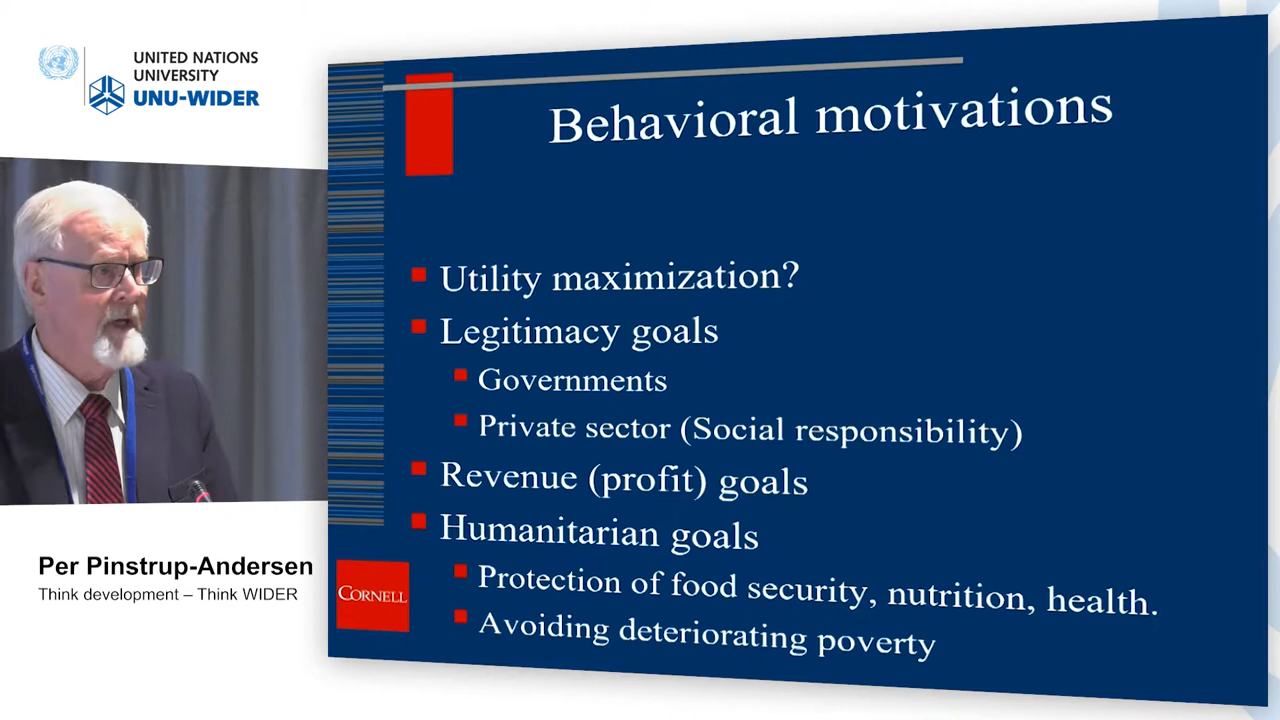 UNITED NATIONS
UNIVERSITY
UNU-WIDER
Behavioral motivations
Utility maximization?
Legitimacy goals
Governments
Private sector (Social responsibility)
Revenue (profit) goals
Humanitarian goals
Protection of food security, nutrition, health.
Avoiding deteriorating poverty
CORNELL
Per Pinstrup-Andersen
Think development – Think WIDER